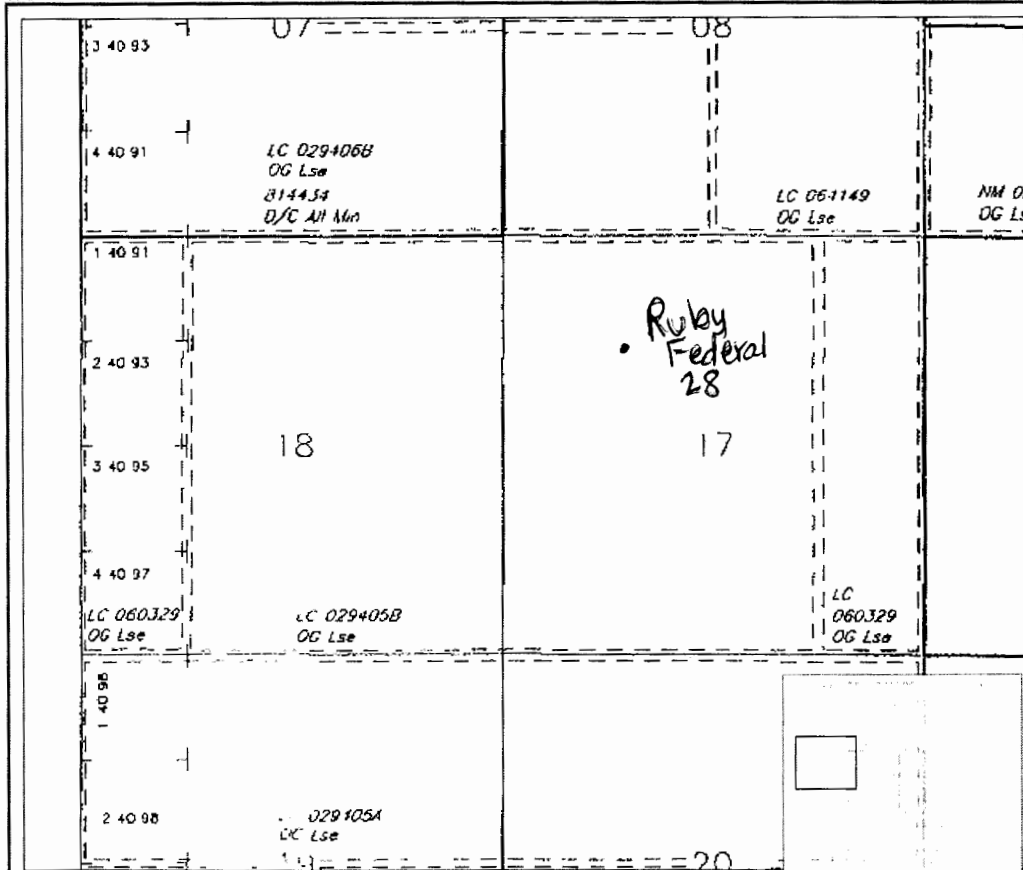 07
08
3 40 93
4 40 91
LC 029406B
OG Lse
814434
D/C All Min
LC 061149
OG Lse
NM 0
OG Ls
1 40 91
2 40 93
Ruby
Federal
28
18
17
3 40 95
4 40 97
LC 060329
OG Lse
LC 029405B
OG Lse
LC
060329
OG Lse
1 40 98
2 40 98
029405A
OG Lse
19
20